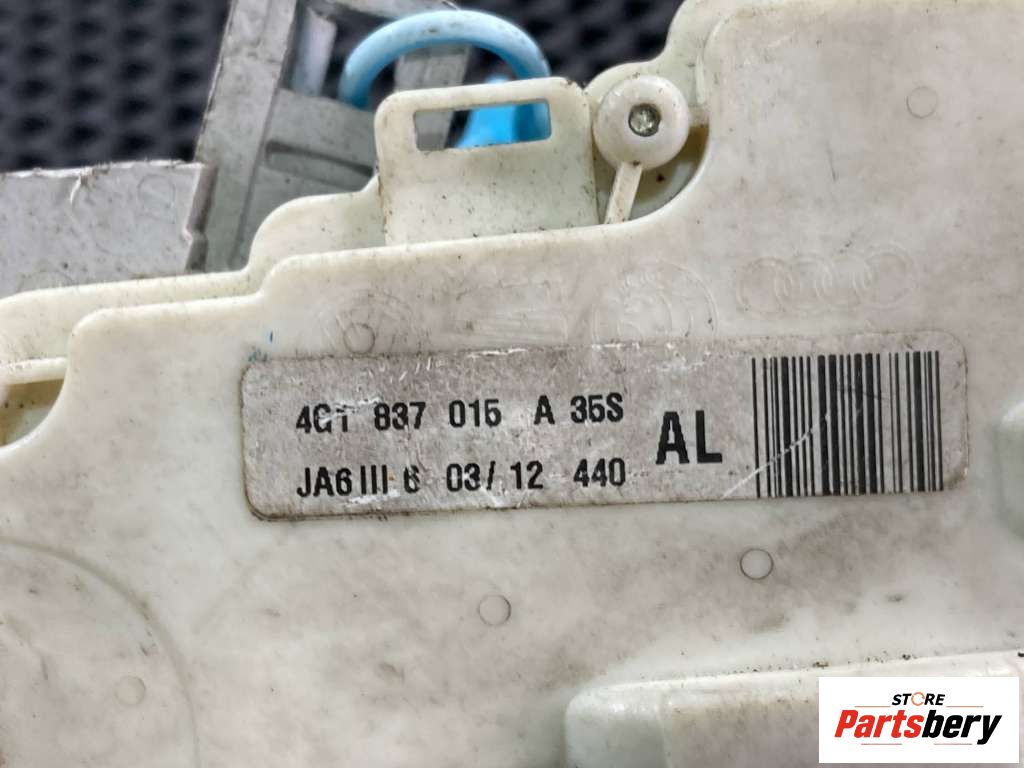 4G1 837 015 A 35S
AL
JA6 III 6 03/12 440
STORE
Partsbery